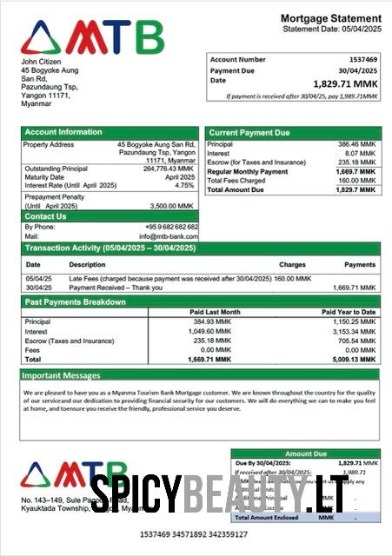 MTB
Mortgage Statement
Statement Date: 05/04/2025
John Citizen
45 Bogyoke Aung
San Rd,
Pazundaung Tsp,
Yangon 11171,
Myanmar
Account Number 1537469
Payment Due 30/04/2025
Date 1,829.71 MMK
If payment is received after 30/04/25, pay 1,989.71MMK
Account Information
Property Address 45 Bogyoke Aung San Rd,
Pazundaung Tsp, Yangon
11171, Myanmar
Outstanding Principal 264,776.43 MMK
Maturity Date April 2025
Interest Rate (Until April 2025) 4.75%
Prepayment Penalty
(Until April 2025) 3,500.00 MMK
Contact Us
By Phone: +95 9 682 682 682
Mail: info@mtb-bank.com
Current Payment Due
Principal 386.46 MMK
Interest 8.07 MMK
Escrow (for Taxes and Insurance) 235.18 MMK
Regular Monthly Payment 1,669.7 MMK
Total Fees Charged 160.00 MMK
Total Amount Due 1,829.7 MMK
Transaction Activity (05/04/2025 – 30/04/2025)
Date Description Charges Payments
05/04/25 Late Fees (charged because payment was received after 30/04/2025) 160.00 MMK
30/04/25 Payment Received – Thank you 1,669.71 MMK
Past Payments Breakdown
Paid Last Month Paid Year to Date
Principal 384.93 MMK 1,150.25 MMK
Interest 1,049.60 MMK 3,153.34 MMK
Escrow (Taxes and Insurance) 235.18 MMK 705.54 MMK
Fees 0.00 MMK 0.00 MMK
Total 1,669.71 MMK 5,009.13 MMK
Important Messages
We are pleased to have you as a Myanma Tourism Bank Mortgage customer. We are known throughout the country for the quality
of our serviceand our dedication to providing financial security for our customers. We will do everything we can to make you feel
at home, and toensure you receive the friendly, professional service you deserve.
MTB
No. 143–149, Sule Pagoda Road,
Kyauktada Township,
Amount Due
Due By 30/04/2025: 1,829.71 MMK
If received after 30/04/2025: 1,989.71
Total Amount Enclosed MMK .
SPICYBEAUTY.LT
1537469 34571892 342359127